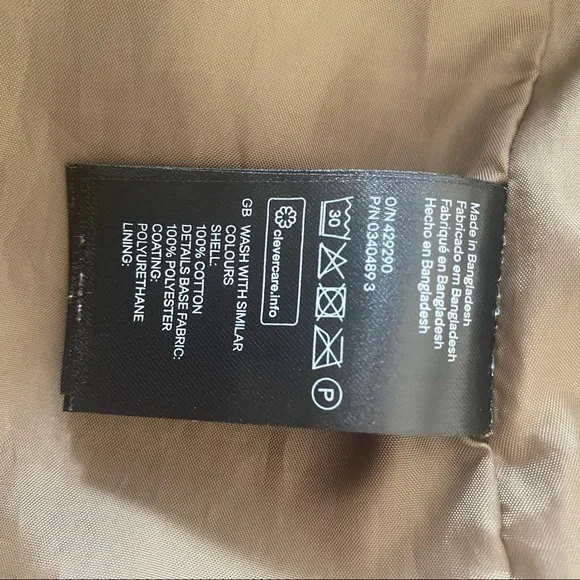 Made in Bangladesh
Fabricado em Bangladesh
Fabriqué en Bangladesh
Hecho en Bangladesh
O/N 429290
P/N 0340489 3
30
P
clevercare.info
GB WASH WITH SIMILAR
COLOURS
SHELL:
100% COTTON
DETAILS BASE FABRIC:
100% POLYESTER
COATING:
POLYURETHANE
LINING: